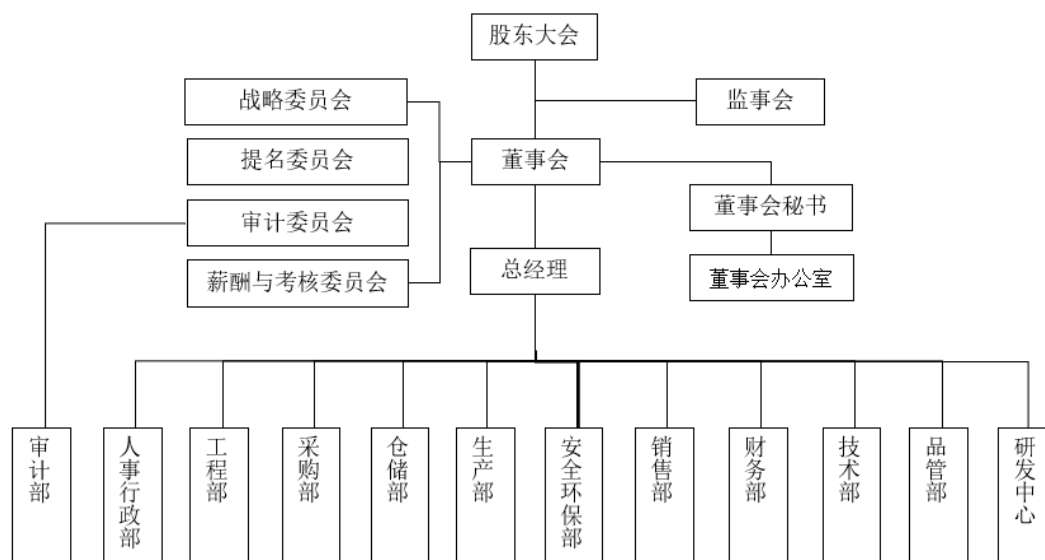 股东大会
战略委员会
监事会
提名委员会
董事会
审计委员会
董事会秘书
总经理
薪酬与考核委员会
董事会办公室
审计部
人事行政部
工程部
采购部
仓储部
生产部
安全环保部
销售部
财务部
技术部
品管部
研发中心